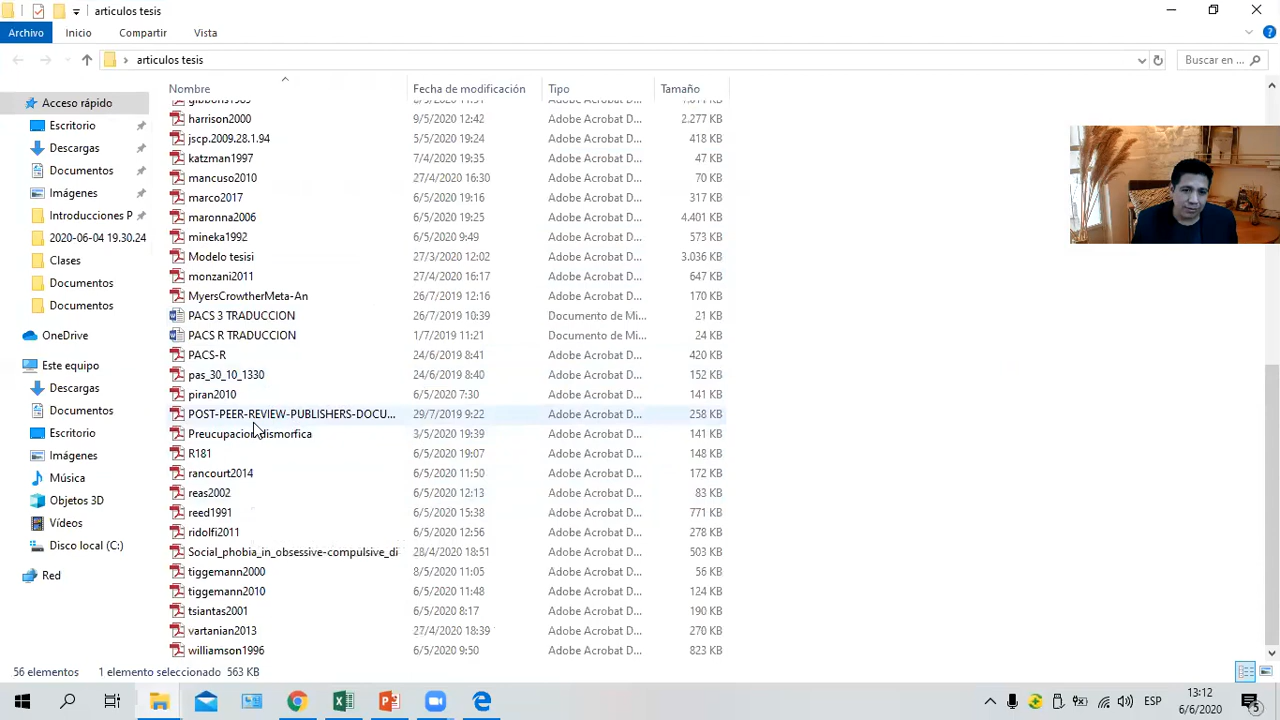 articulos tesis
Archivo Inicio Compartir Vista
articulos tesis
Buscar en ...
Nombre Fecha de modificación Tipo Tamaño
Acceso rápido
Escritorio
Descargas
Documentos
Imágenes
Introducciones P
2020-06-04 19.30.24
Clases
Documentos
Documentos
OneDrive
Este equipo
Descargas
Documentos
Escritorio
Imágenes
Música
Objetos 3D
Vídeos
Disco local (C:)
Red
harrison2000 9/5/2020 12:42 Adobe Acrobat D... 2.277 KB
jscp.2009.28.1.94 5/5/2020 19:24 Adobe Acrobat D... 418 KB
katzman1997 7/4/2020 19:35 Adobe Acrobat D... 47 KB
mancuso2010 27/4/2020 16:30 Adobe Acrobat D... 70 KB
marco2017 6/5/2020 19:16 Adobe Acrobat D... 317 KB
maronna2006 6/5/2020 19:25 Adobe Acrobat D... 4.401 KB
mineka1992 6/5/2020 9:49 Adobe Acrobat D... 573 KB
Modelo tesisi 27/3/2020 12:02 Adobe Acrobat D... 3.036 KB
monzani2011 27/4/2020 16:17 Adobe Acrobat D... 647 KB
MyersCrowtherMeta-An 26/7/2019 12:16 Adobe Acrobat D... 170 KB
PACS 3 TRADUCCION 26/7/2019 10:39 Documento de Mi... 21 KB
PACS R TRADUCCION 1/7/2019 11:21 Documento de Mi... 24 KB
PACS-R 24/6/2019 8:41 Adobe Acrobat D... 420 KB
pas_30_10_1330 24/6/2019 8:40 Adobe Acrobat D... 152 KB
piran2010 6/5/2020 7:30 Adobe Acrobat D... 141 KB
POST-PEER-REVIEW-PUBLISHERS-DOCU... 29/7/2019 9:22 Adobe Acrobat D... 258 KB
Preucupacion dismorfica 3/5/2020 19:39 Adobe Acrobat D... 141 KB
R181 6/5/2020 19:07 Adobe Acrobat D... 148 KB
rancourt2014 6/5/2020 11:50 Adobe Acrobat D... 172 KB
reas2002 6/5/2020 12:13 Adobe Acrobat D... 83 KB
reed1991 6/5/2020 15:38 Adobe Acrobat D... 771 KB
ridolfi2011 6/5/2020 12:56 Adobe Acrobat D... 278 KB
Social_phobia_in_obsessive-compulsive_di 28/4/2020 18:51 Adobe Acrobat D... 503 KB
tiggemann2000 8/5/2020 11:05 Adobe Acrobat D... 56 KB
tiggemann2010 6/5/2020 11:48 Adobe Acrobat D... 124 KB
tsiantas2001 6/5/2020 8:17 Adobe Acrobat D... 190 KB
vartanian2013 27/4/2020 18:39 Adobe Acrobat D... 270 KB
williamson1996 6/5/2020 9:50 Adobe Acrobat D... 823 KB
56 elementos 1 elemento seleccionado 563 KB
ESP
13:12
6/6/2020
5